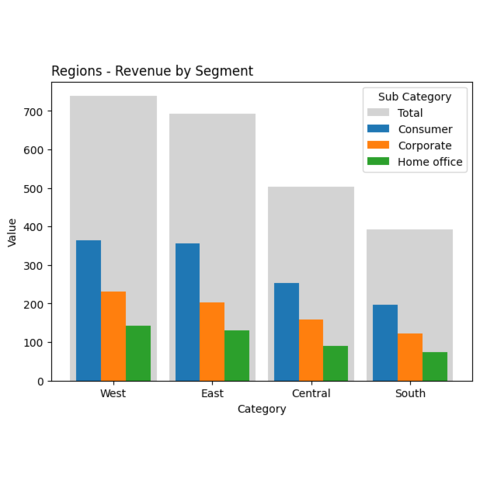 Regions - Revenue by Segment
Sub Category
Total
Consumer
Corporate
Home office
Value
700
600
500
400
300
200
100
0
West East Central South
Category